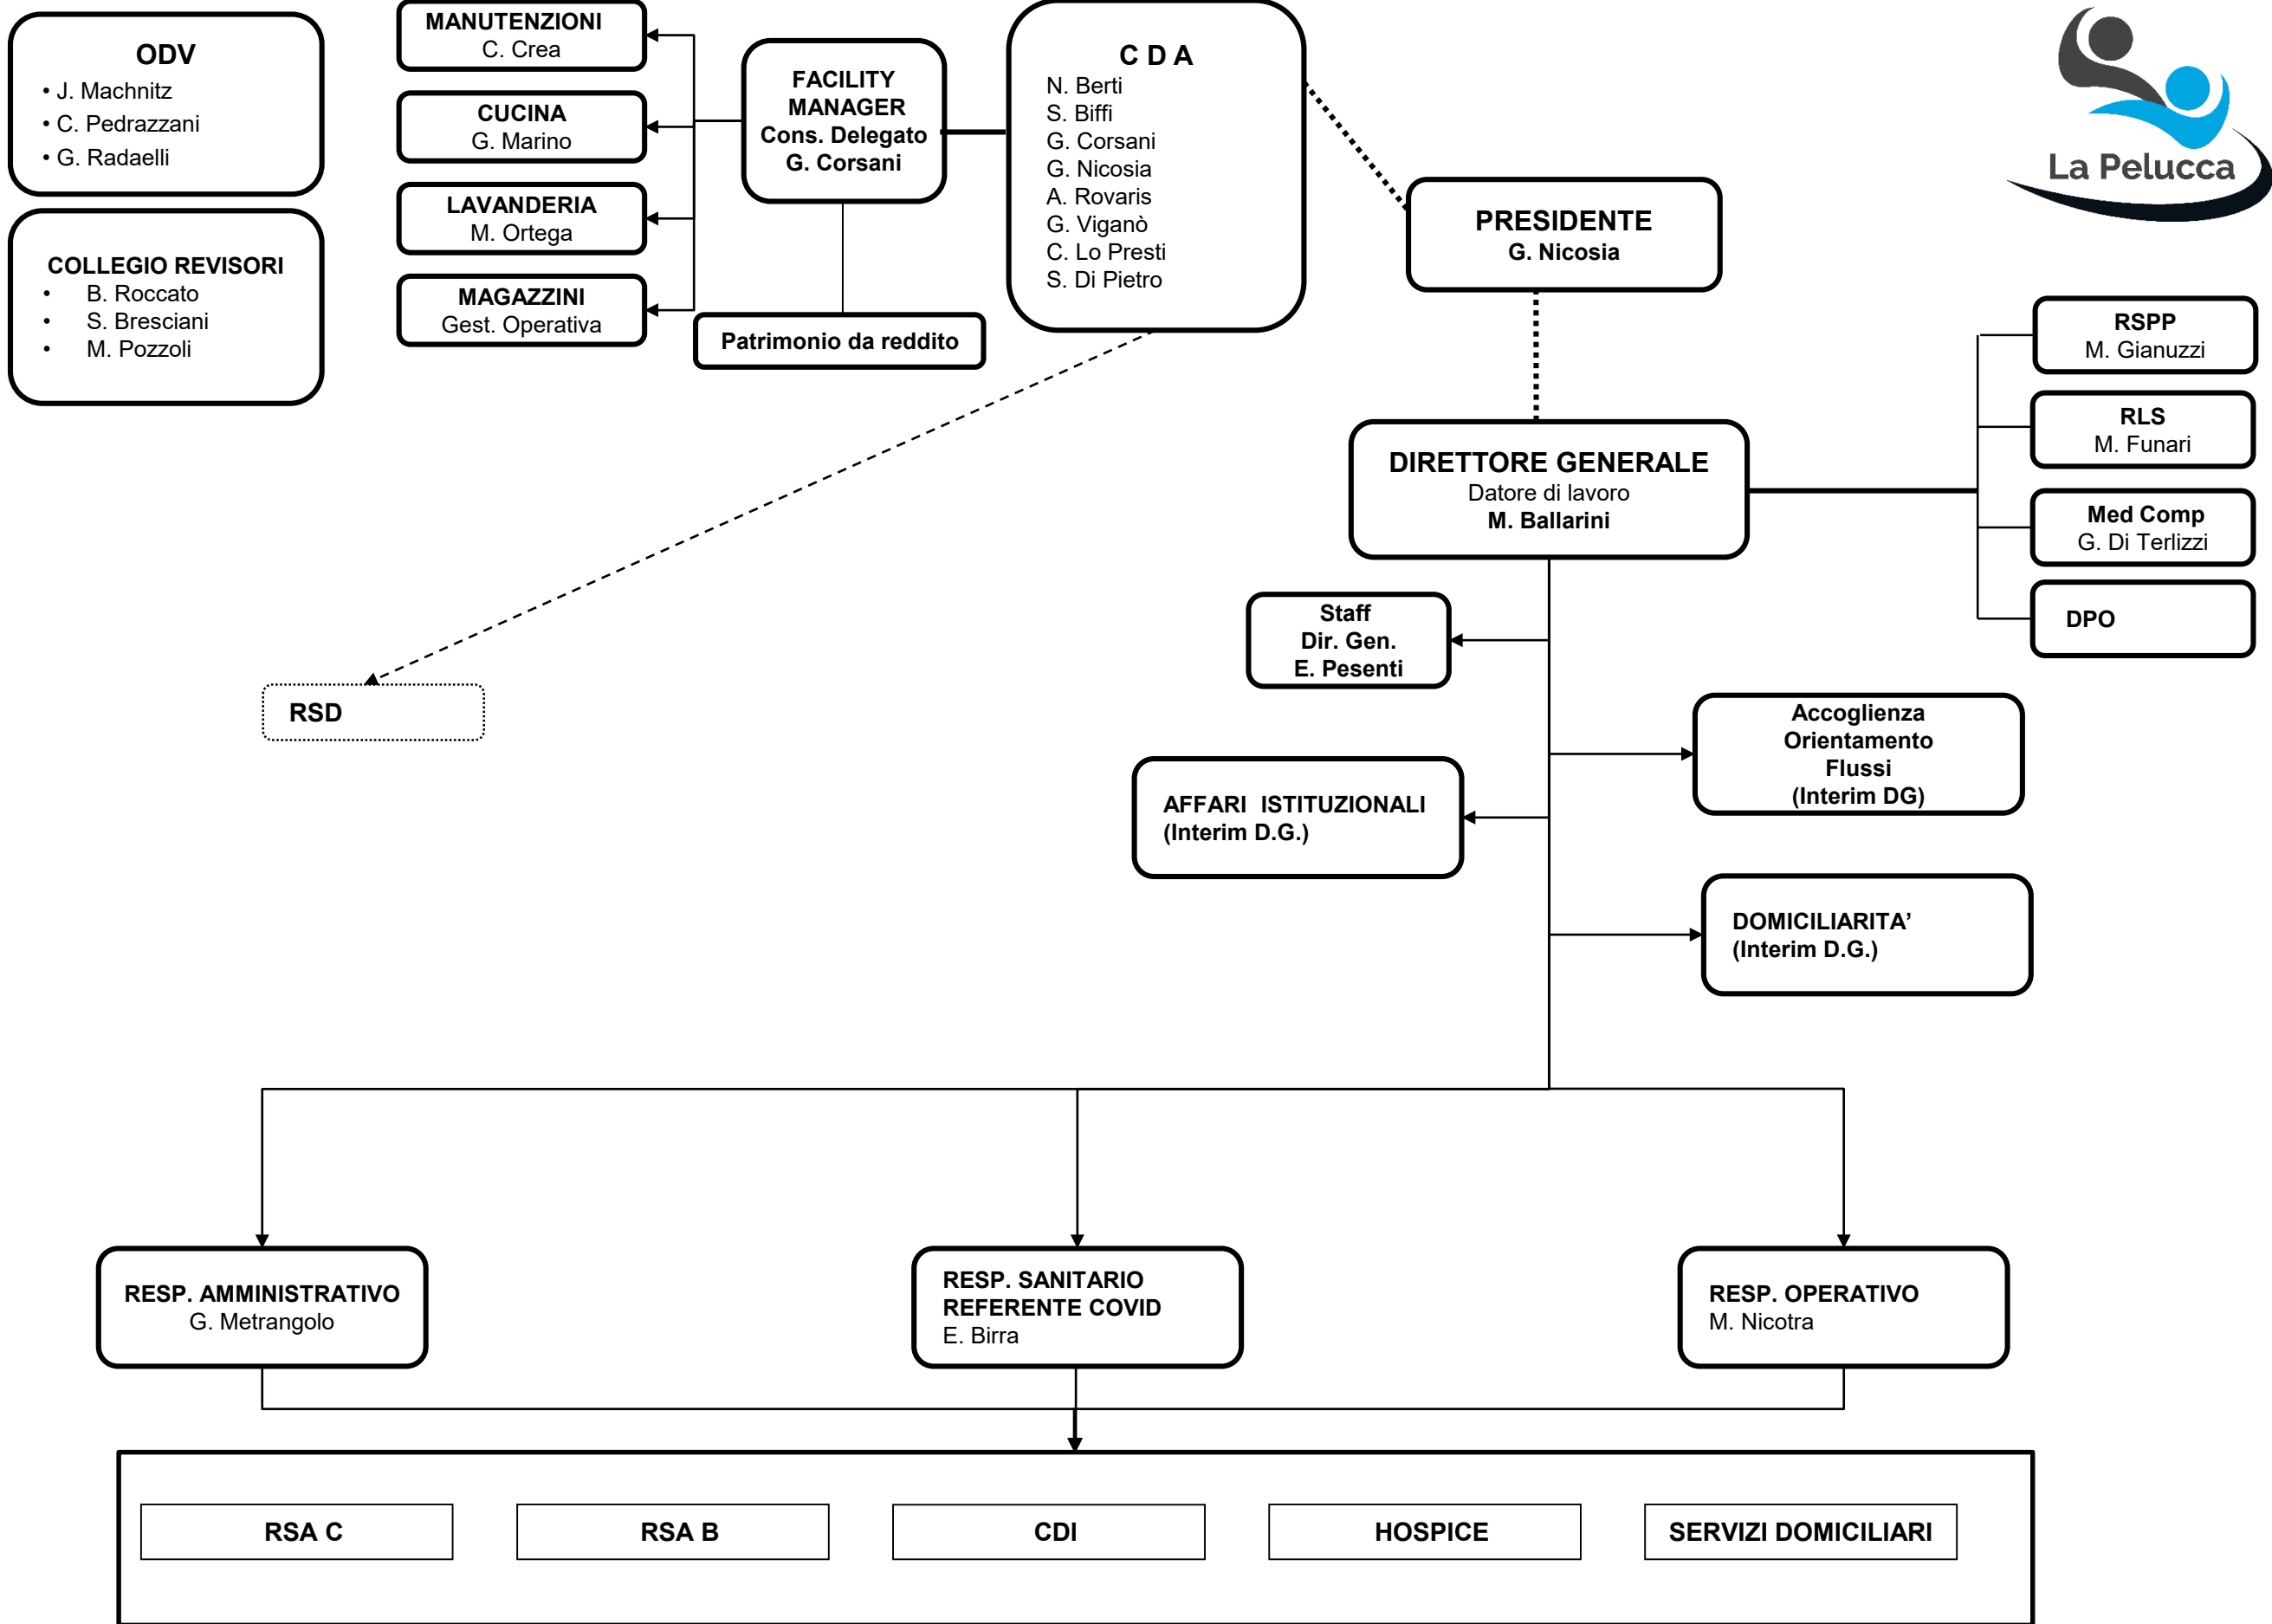 ODV
• J. Machnitz
• C. Pedrazzani
• G. Radaelli
COLLEGIO REVISORI
• B. Roccato
• S. Bresciani
• M. Pozzoli
MANUTENZIONI
C. Crea
CUCINA
G. Marino
LAVANDERIA
M. Ortega
MAGAZZINI
Gest. Operativa
FACILITY
MANAGER
Cons. Delegato
G. Corsani
Patrimonio da reddito
C D A
N. Berti
S. Biffi
G. Corsani
G. Nicosia
A. Rovaris
G. Viganò
C. Lo Presti
S. Di Pietro
La Pelucca
PRESIDENTE
G. Nicosia
DIRETTORE GENERALE
Datore di lavoro
M. Ballarini
RSPP
M. Gianuzzi
RLS
M. Funari
Med Comp
G. Di Terlizzi
DPO
Staff
Dir. Gen.
E. Pesenti
RSD
Accoglienza
Orientamento
Flussi
(Interim DG)
AFFARI ISTITUZIONALI
(Interim D.G.)
DOMICILIARITA’
(Interim D.G.)
RESP. AMMINISTRATIVO
G. Metrangolo
RESP. SANITARIO
REFERENTE COVID
E. Birra
RESP. OPERATIVO
M. Nicotra
RSA C
RSA B
CDI
HOSPICE
SERVIZI DOMICILIARI